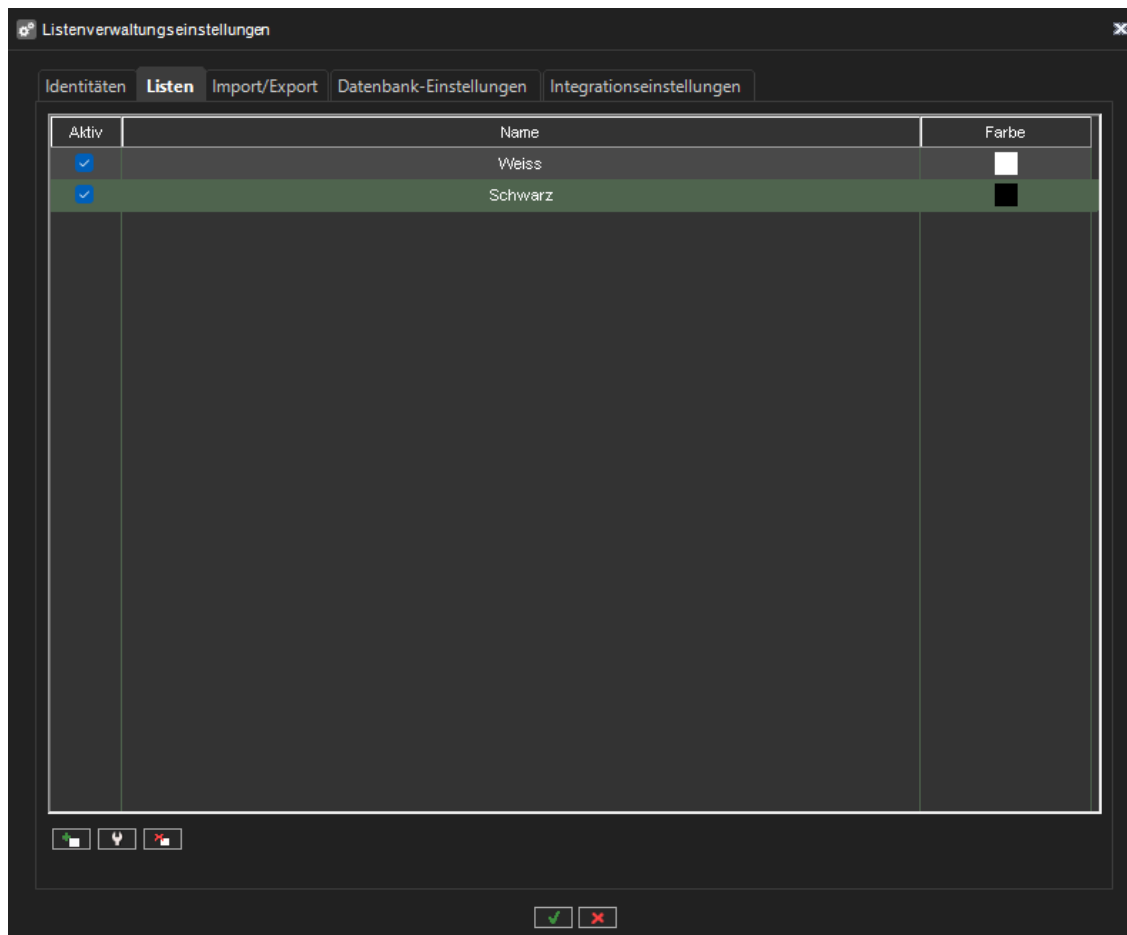 Listenverwaltungseinstellungen
Identitäten Listen Import/Export Datenbank-Einstellungen Integrationseinstellungen
Aktiv Name Farbe
Weiss
Schwarz